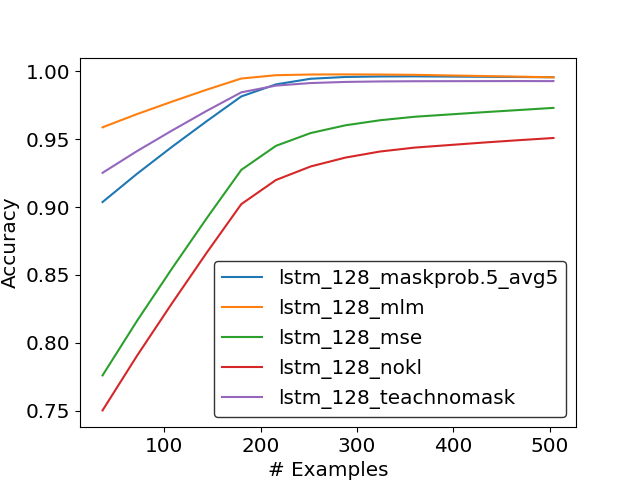 1.00
0.95
0.90
0.85
0.80
0.75
Accuracy
lstm_128_maskprob.5_avg5
lstm_128_mlm
lstm_128_mse
lstm_128_nokl
lstm_128_teachnomask
100 200 300 400 500
# Examples